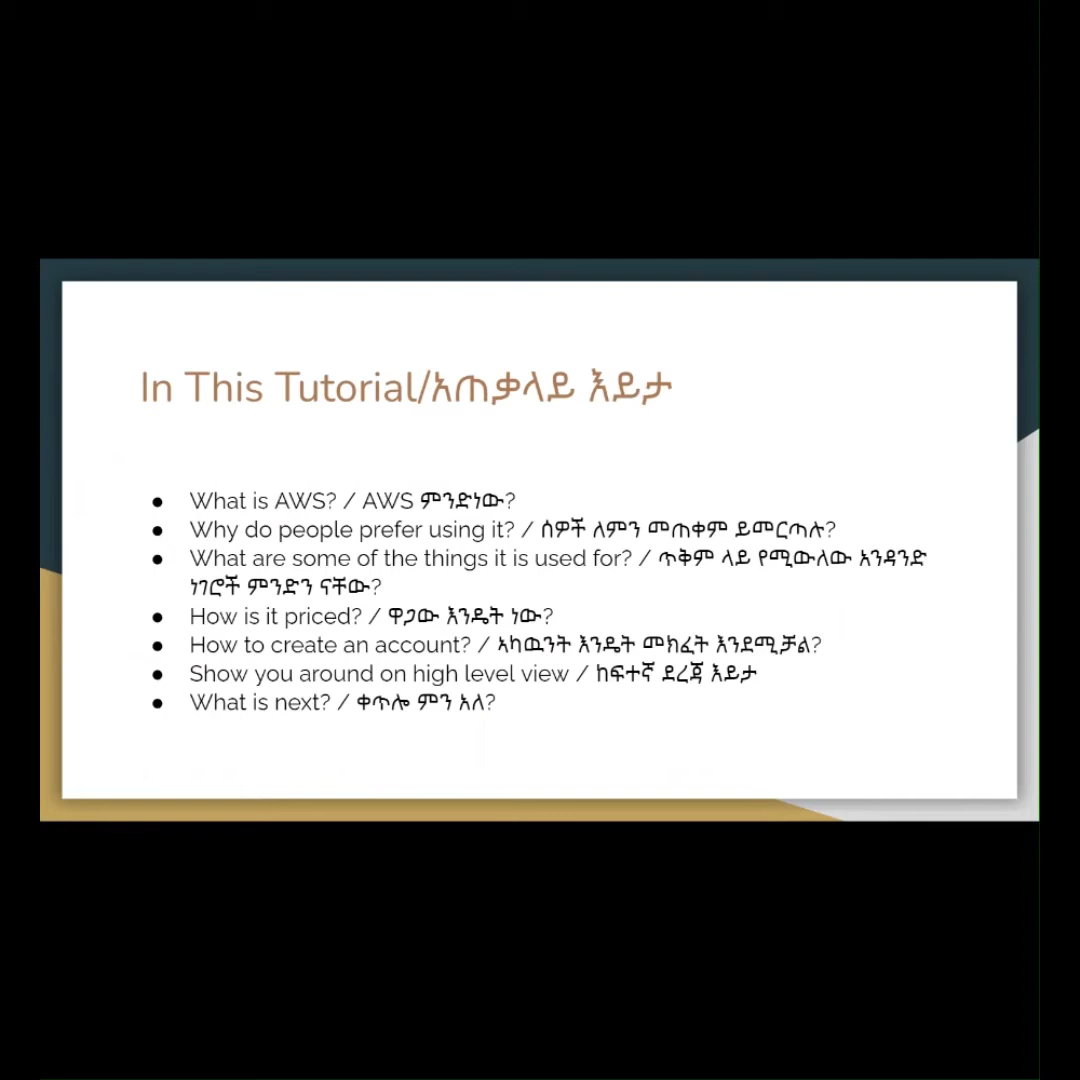 In This Tutorial/አጠቃላይ እይታ
● What is AWS? / AWS ምንድነው?
● Why do people prefer using it? / ሰዎች ለምን መጠቀም ይመርጣሉ?
● What are some of the things it is used for? / ጥቅም ላይ የሚውለው አንዳንድ
ነገሮች ምንድን ናቸው?
● How is it priced? / ዋጋው እንዴት ነው?
● How to create an account? / ኣካዉንት እንዴት መክፈት እንደሚቻል?
● Show you around on high level view / ከፍተኛ ደረጃ እይታ
● What is next? / ቀጥሎ ምን አለ?